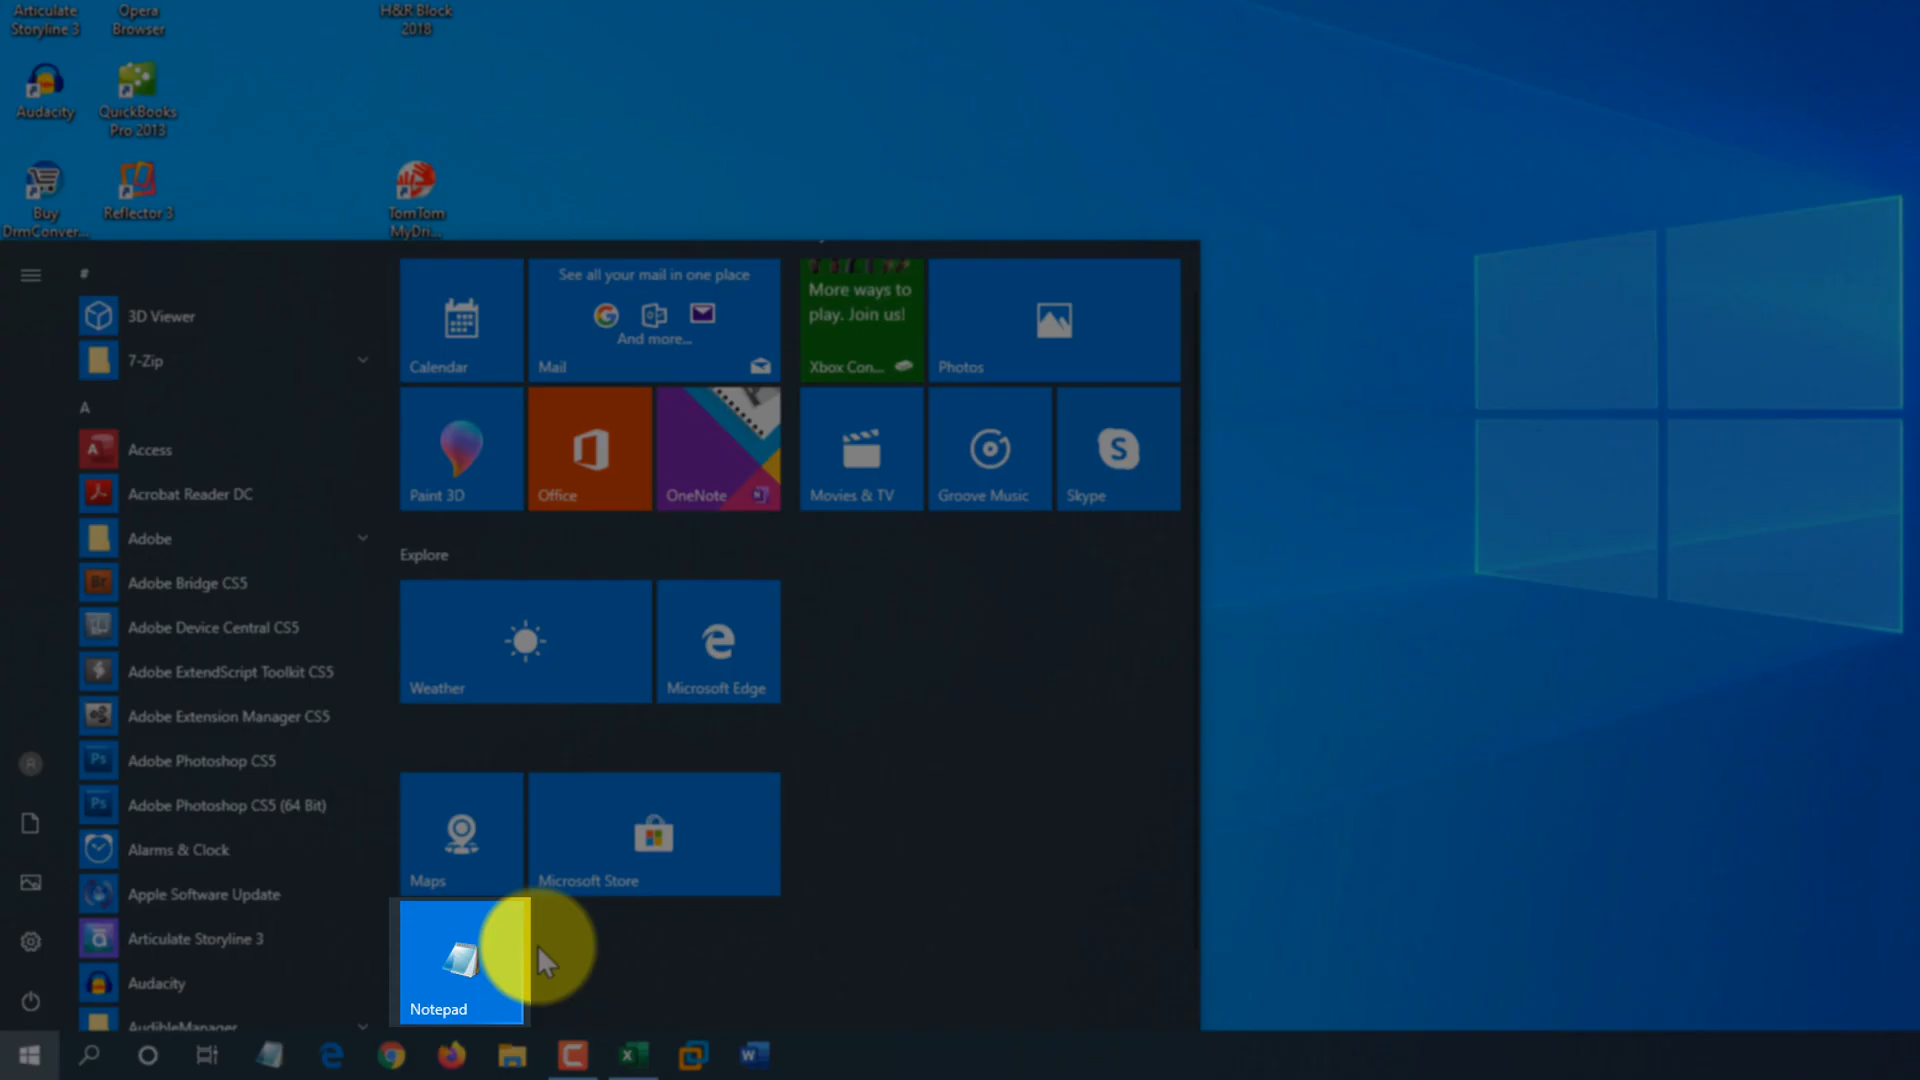 Articulate
Storyline 3
Opera
Browser
H&R Block
2018
Audacity
QuickBooks
Pro 2013
Buy
DrmConver...
Reflector 3
TomTom
MyDri...
#
3D Viewer
7-Zip
A
Access
Acrobat Reader DC
Adobe
Adobe Bridge CS5
Adobe Device Central CS5
Adobe ExtendScript Toolkit CS5
Adobe Extension Manager CS5
Adobe Photoshop CS5
Adobe Photoshop CS5 (64 Bit)
Alarms & Clock
Apple Software Update
Articulate Storyline 3
Audacity
AudibleManager
Calendar
See all your mail in one place
And more...
Mail
More ways to
play. Join us!
Xbox Con...
Photos
Paint 3D
Office
OneNote
Movies & TV
Groove Music
Skype
Explore
Weather
Microsoft Edge
Maps
Microsoft Store
Notepad